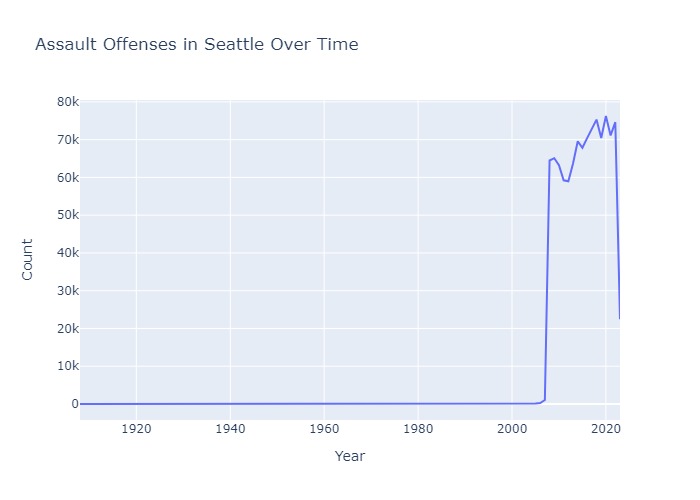 Assault Offenses in Seattle Over Time
80k
70k
60k
50k
40k
30k
20k
10k
0
Count
1920 1940 1960 1980 2000 2020
Year